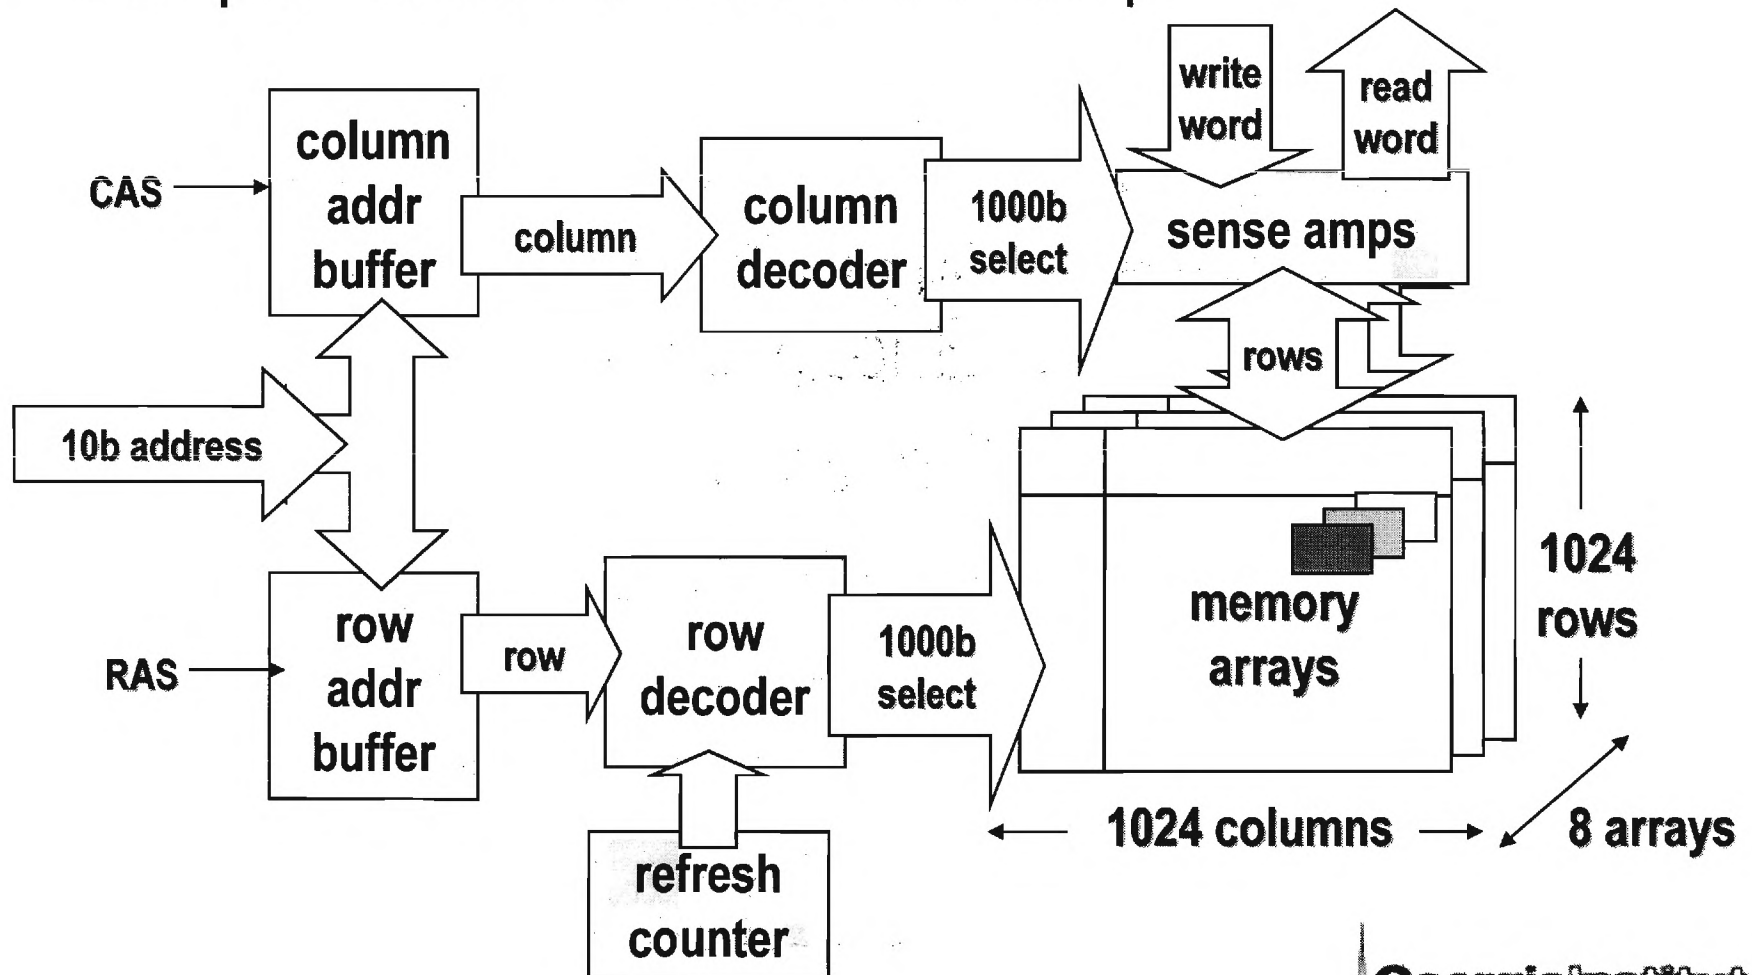 write
word
read
word
column
addr
buffer
CAS
column
column
decoder
1000b
select
sense amps
rows
10b address
1024
rows
memory
arrays
row
addr
buffer
RAS
row
row
decoder
1000b
select
1024 columns
8 arrays
refresh
counter